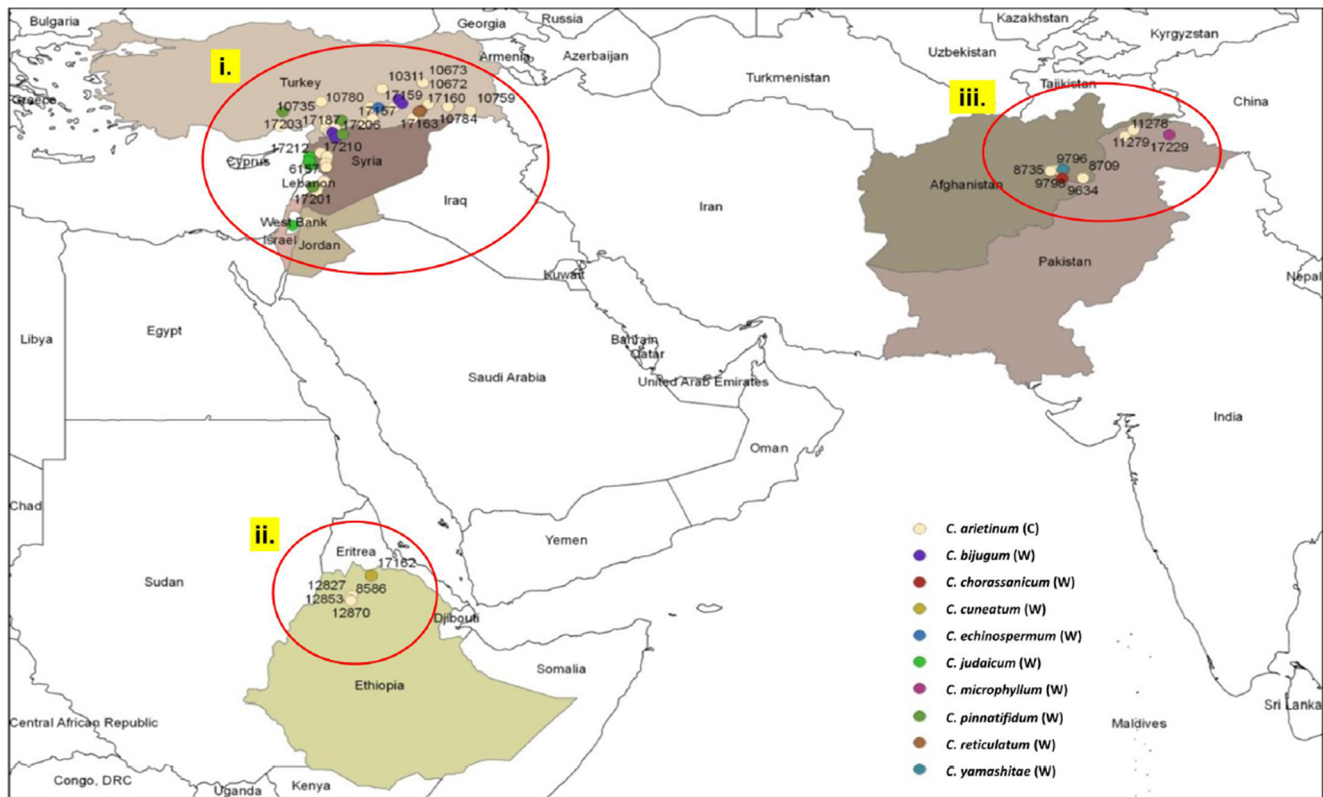 Bulgaria
Georgia
Russia
Kazakhstan
Kyrgyzstan
Uzbekistan
Armenia
Azerbaijan
Turkmenistan
Tajikistan
China
i.
iii.
Greece
Turkey
10311
10673
10672
10735
10780
17159
17160
10759
17157
10784
17203
17187
17206
17163
17212
17210
Cyprus
Syria
6157
Lebanon
17201
Iraq
West Bank
Israel
Jordan
Iran
11278
11279
17229
9796
8709
8735
9798
9634
Afghanistan
Pakistan
Nepal
Kuwait
Libya
Egypt
Bahrain
Qatar
Saudi Arabia
United Arab Emirates
India
Oman
Chad
ii.
Eritrea
17162
Yemen
Sudan
12827
8586
12853
12870
Djibouti
Somalia
Ethiopia
Central African Republic
Maldives
Sri Lanka
Congo, DRC
Uganda
Kenya
C. arietinum (C)
C. bijugum (W)
C. chorassanicum (W)
C. cuneatum (W)
C. echinospermum (W)
C. judaicum (W)
C. microphyllum (W)
C. pinnatifidum (W)
C. reticulatum (W)
C. yamashitae (W)